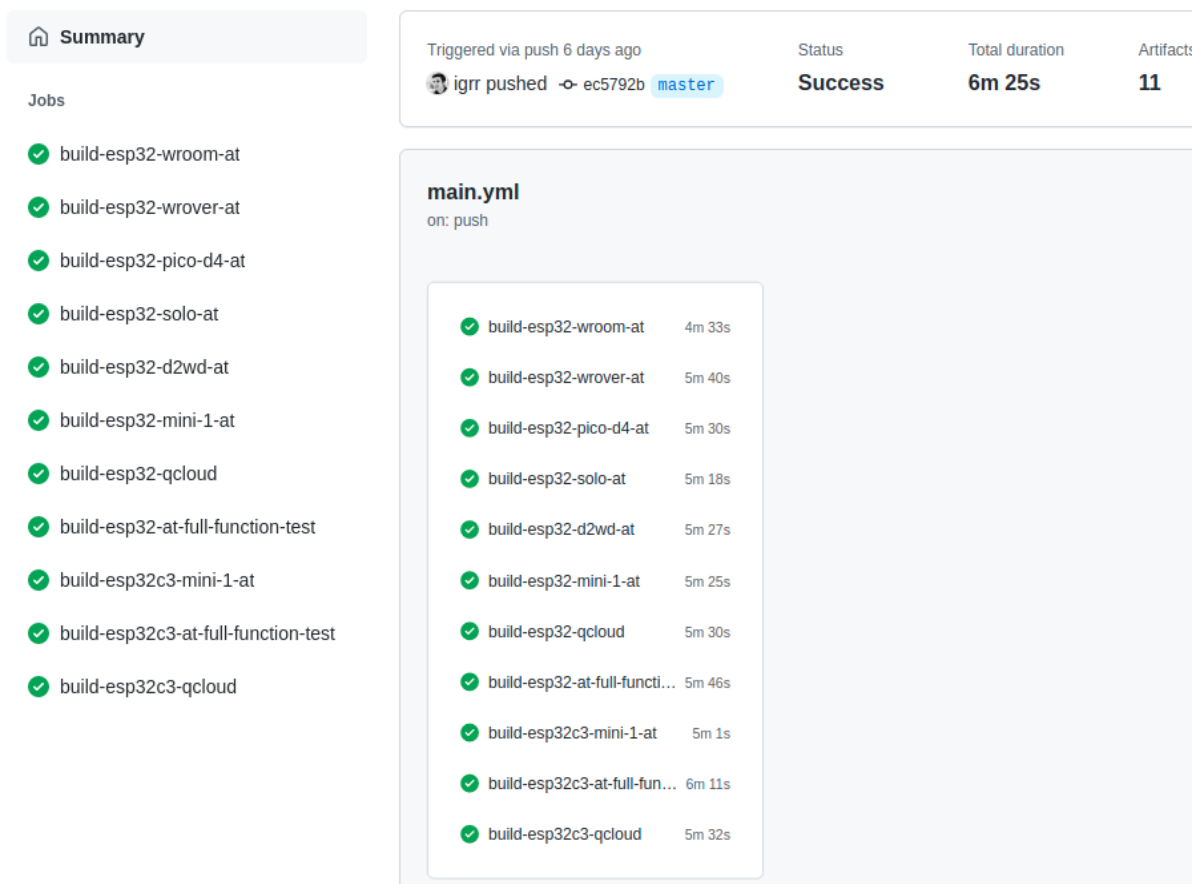 Summary
Jobs
build-esp32-wroom-at
build-esp32-wrover-at
build-esp32-pico-d4-at
build-esp32-solo-at
build-esp32-d2wd-at
build-esp32-mini-1-at
build-esp32-qcloud
build-esp32-at-full-function-test
build-esp32c3-mini-1-at
build-esp32c3-at-full-function-test
build-esp32c3-qcloud
Triggered via push 6 days ago
igrr pushed ec5792b master
Status
Success
Total duration
6m 25s
Artifacts
11
main.yml
on: push
build-esp32-wroom-at 4m 33s
build-esp32-wrover-at 5m 40s
build-esp32-pico-d4-at 5m 30s
build-esp32-solo-at 5m 18s
build-esp32-d2wd-at 5m 27s
build-esp32-mini-1-at 5m 25s
build-esp32-qcloud 5m 30s
build-esp32-at-full-functi... 5m 46s
build-esp32c3-mini-1-at 5m 1s
build-esp32c3-at-full-fun... 6m 11s
build-esp32c3-qcloud 5m 32s